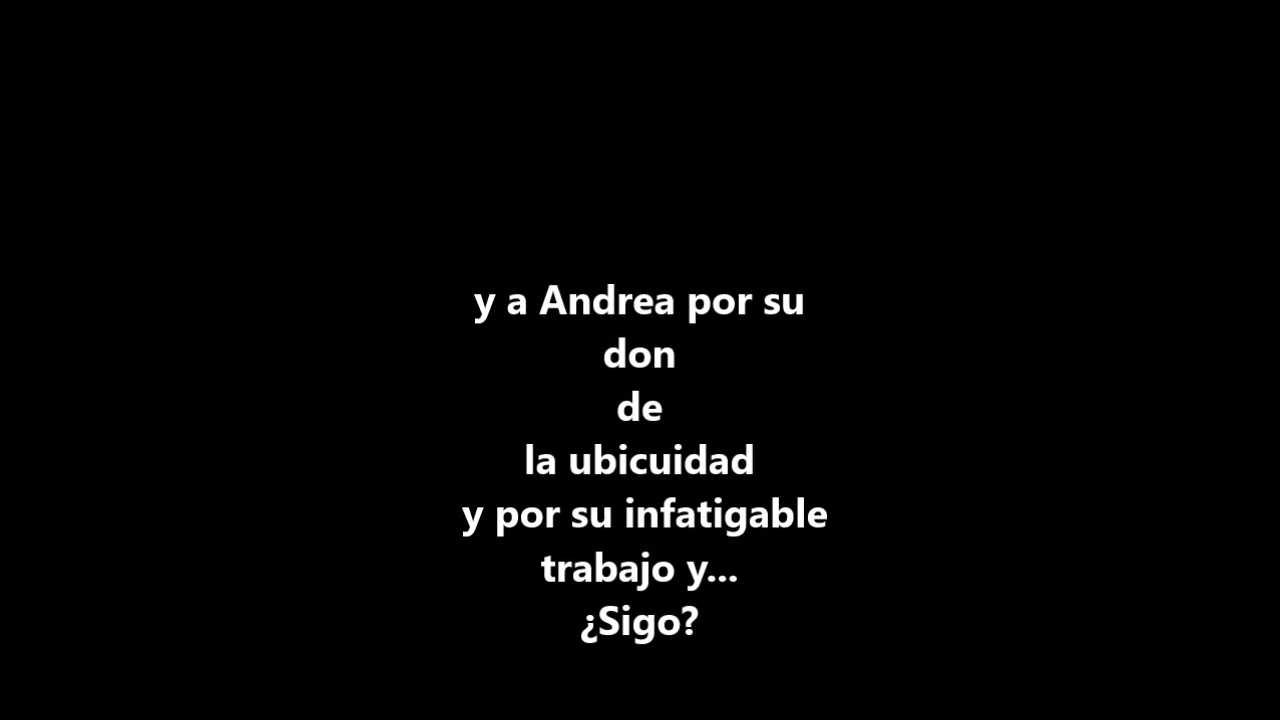 y a Andrea por su
don
de
la ubicuidad
y por su infatigable
trabajo y...
¿Sigo?